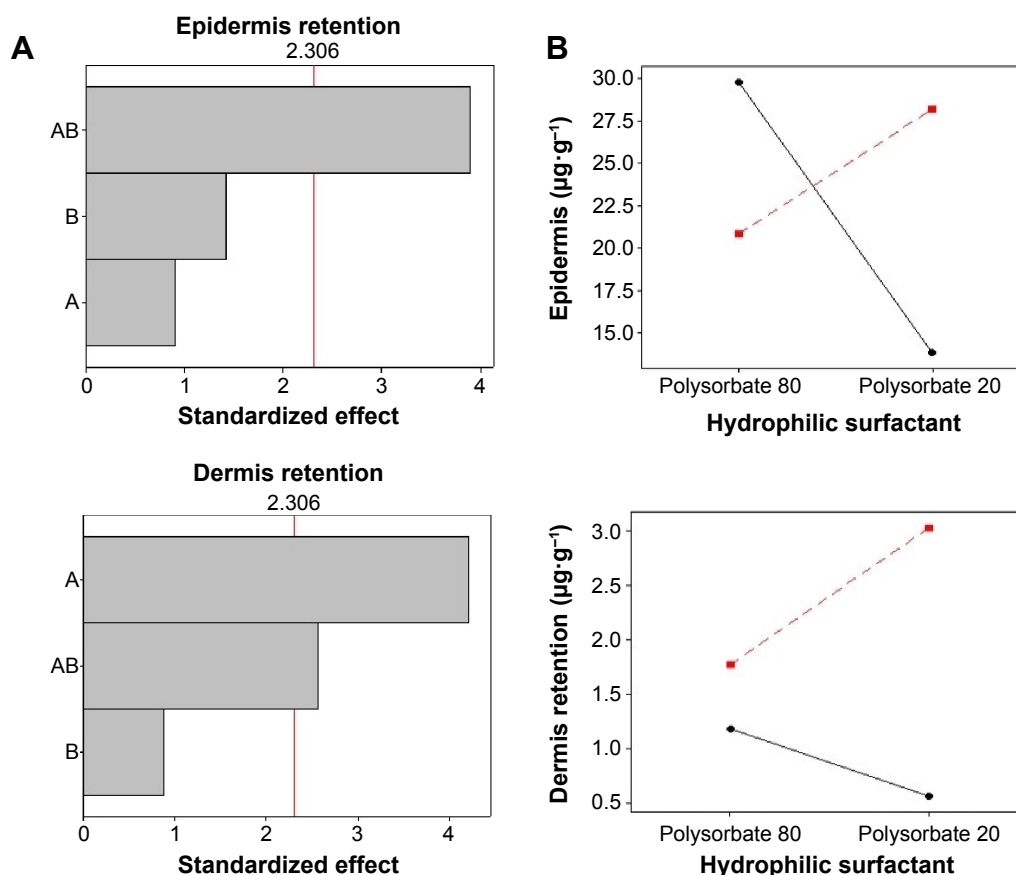 A
Epidermis retention
2.306
AB
B
A
0 1 2 3 4
Standardized effect
B
Epidermis (µg·g⁻¹)
30.0
27.5
25.0
22.5
20.0
17.5
15.0
Polysorbate 80 Polysorbate 20
Hydrophilic surfactant
Dermis retention
2.306
A
AB
B
0 1 2 3 4
Standardized effect
Dermis retention (µg·g⁻¹)
3.0
2.5
2.0
1.5
1.0
0.5
Polysorbate 80 Polysorbate 20
Hydrophilic surfactant